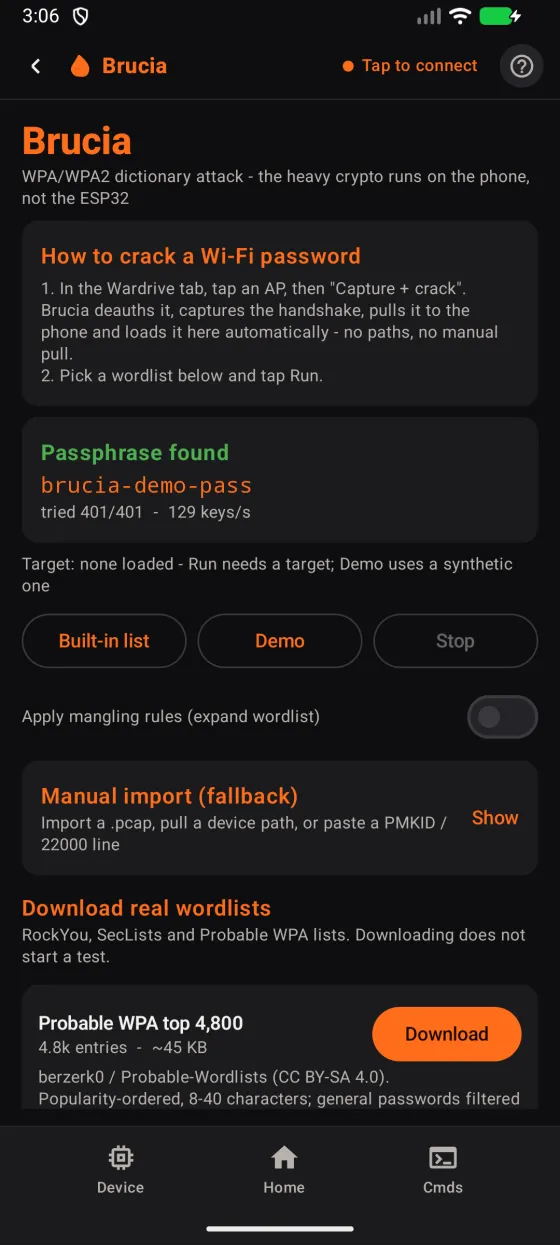 3:06
Brucia
Tap to connect
Brucia
WPA/WPA2 dictionary attack - the heavy crypto runs on the phone,
not the ESP32
How to crack a Wi-Fi password
1. In the Wardrive tab, tap an AP, then "Capture + crack".
Brucia deauths it, captures the handshake, pulls it to the
phone and loads it here automatically - no paths, no manual
pull.
2. Pick a wordlist below and tap Run.
Passphrase found
brucia-demo-pass
tried 401/401 - 129 keys/s
Target: none loaded - Run needs a target; Demo uses a synthetic
one
Built-in list
Demo
Stop
Apply mangling rules (expand wordlist)
Manual import (fallback)
Import a .pcap, pull a device path, or paste a PMKID /
22000 line
Show
Download real wordlists
RockYou, SecLists and Probable WPA lists. Downloading does not
start a test.
Probable WPA top 4,800
4.8k entries - ~45 KB
Download
berzerk0 / Probable-Wordlists (CC BY-SA 4.0).
Popularity-ordered, 8-40 characters; general passwords filtered
Device
Home
Cmds